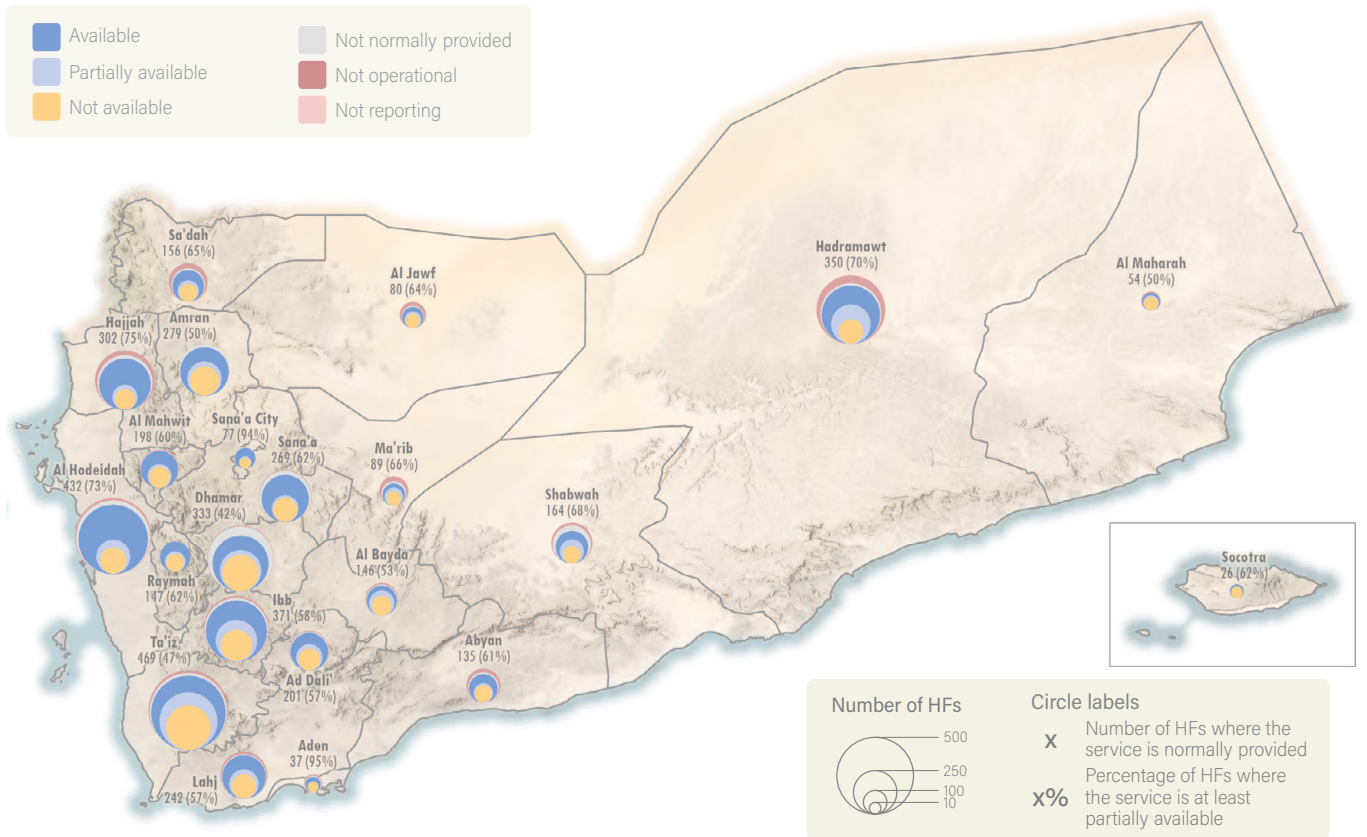 Available
Partially available
Not available
Not normally provided
Not operational
Not reporting
Sa'dah
156 (65%)
Al Jawf
80 (64%)
Hadramawt
350 (70%)
Al Maharah
54 (50%)
Hajjah
302 (75%)
Amran
279 (50%)
Al Mahwit
198 (60%)
Sana'a City
77 (94%)
Sana'a
269 (62%)
Ma'rib
89 (66%)
Al Hodeidah
432 (73%)
Dhamar
333 (42%)
Shabwah
164 (68%)
Al Bayda
146 (53%)
Raymah
147 (62%)
Ibb
371 (58%)
Socotra
26 (62%)
Ta'iz
469 (47%)
Ad Dali'
201 (57%)
Abyan
135 (61%)
Aden
37 (95%)
Lahj
242 (57%)
Number of HFs
500
250
100
10
Circle labels
x
Number of HFs where the
service is normally provided
x%
Percentage of HFs where
the service is at least
partially available